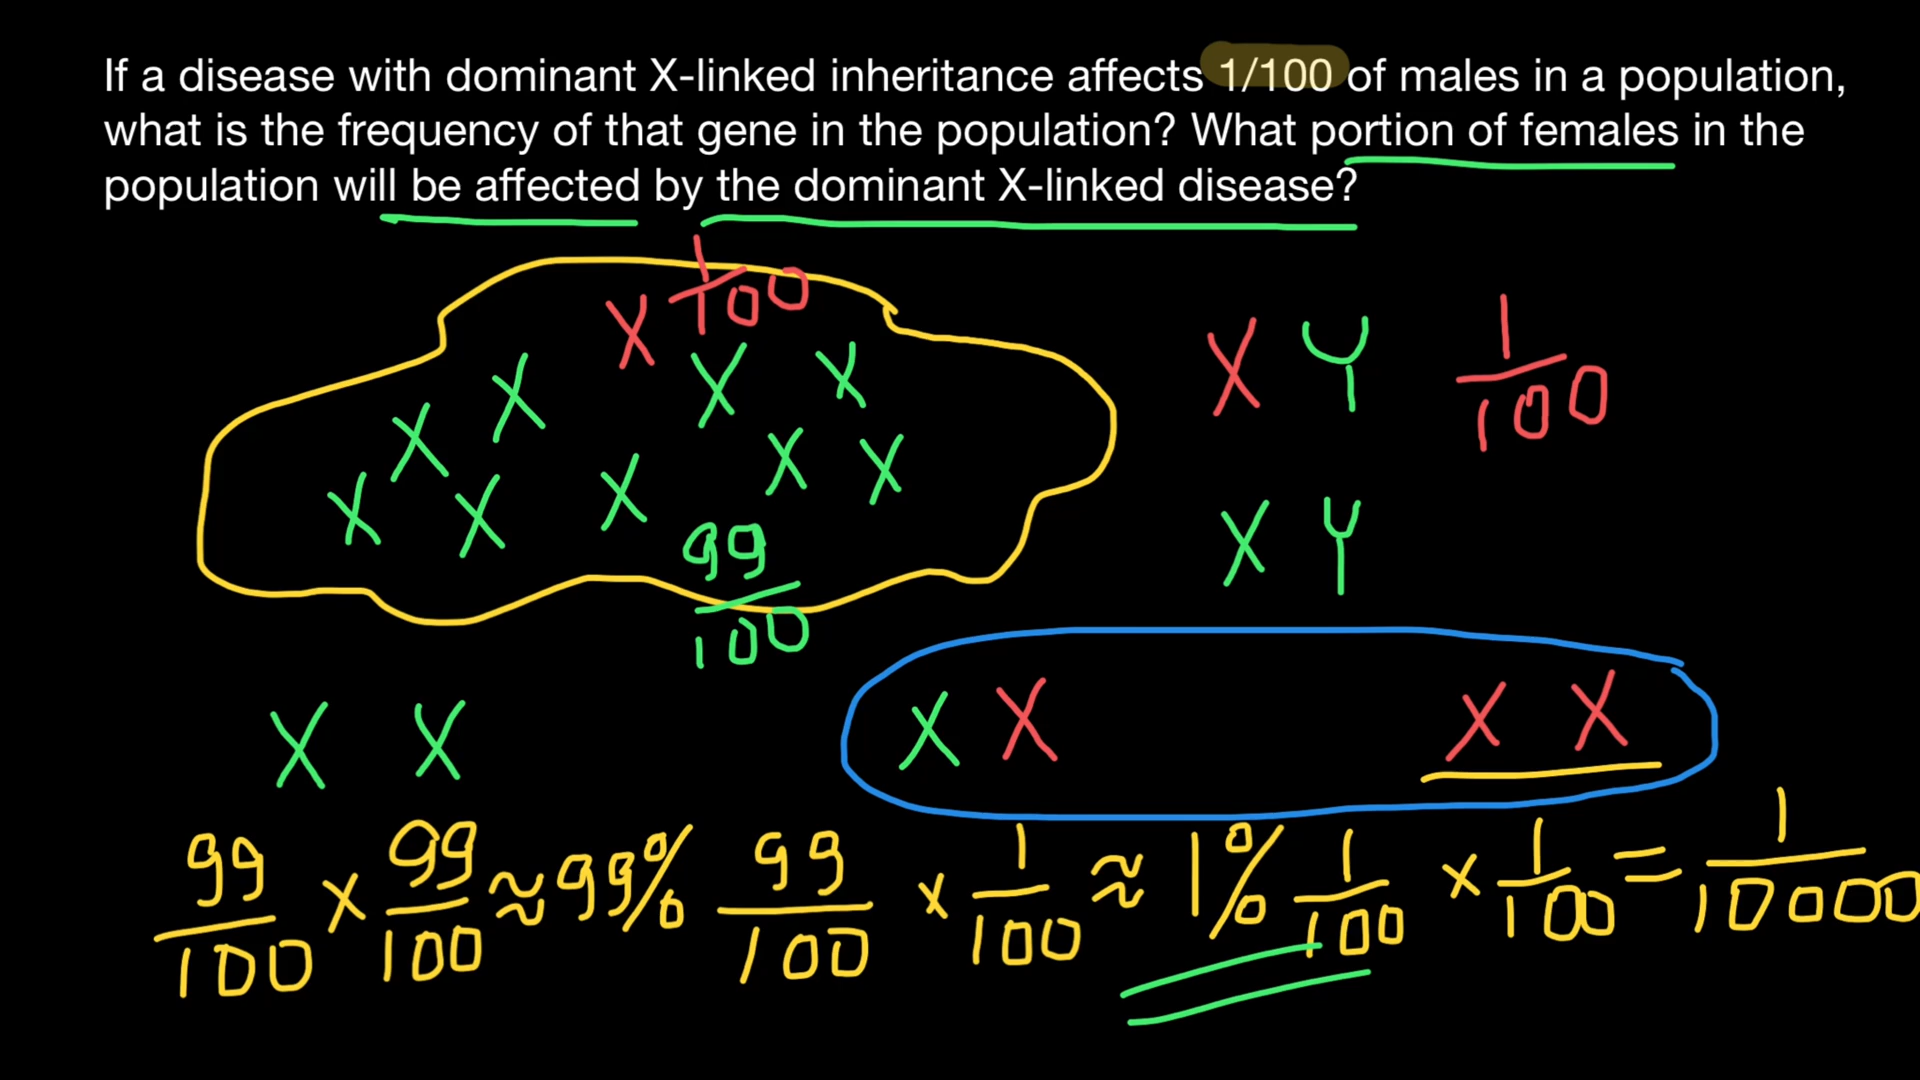 If a disease with dominant X-linked inheritance affects 1/100 of males in a population,
what is the frequency of that gene in the population? What portion of females in the
population will be affected by the dominant X-linked disease?
X 1/100
X X X X X X X X X
99/100
X Y 1/100
X Y
X X
X X
X X
99/100 x 99/100 ≈ 99%
99/100 x 1/100 ≈ 1%
1/100 x 1/100 = 1/10000